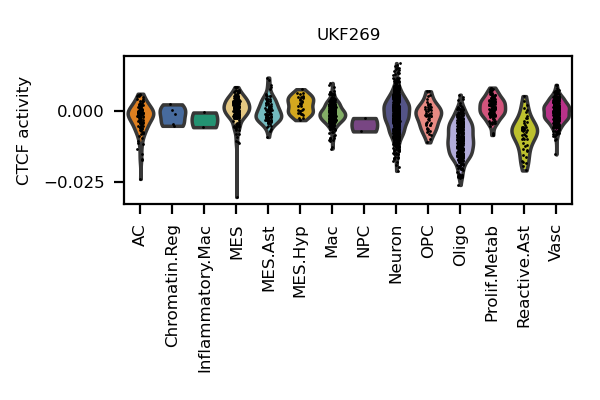 UKF269
CTCF activity
0.000
−0.025
AC
Chromatin.Reg
Inflammatory.Mac
MES
MES.Ast
MES.Hyp
Mac
NPC
Neuron
OPC
Oligo
Prolif.Metab
Reactive.Ast
Vasc